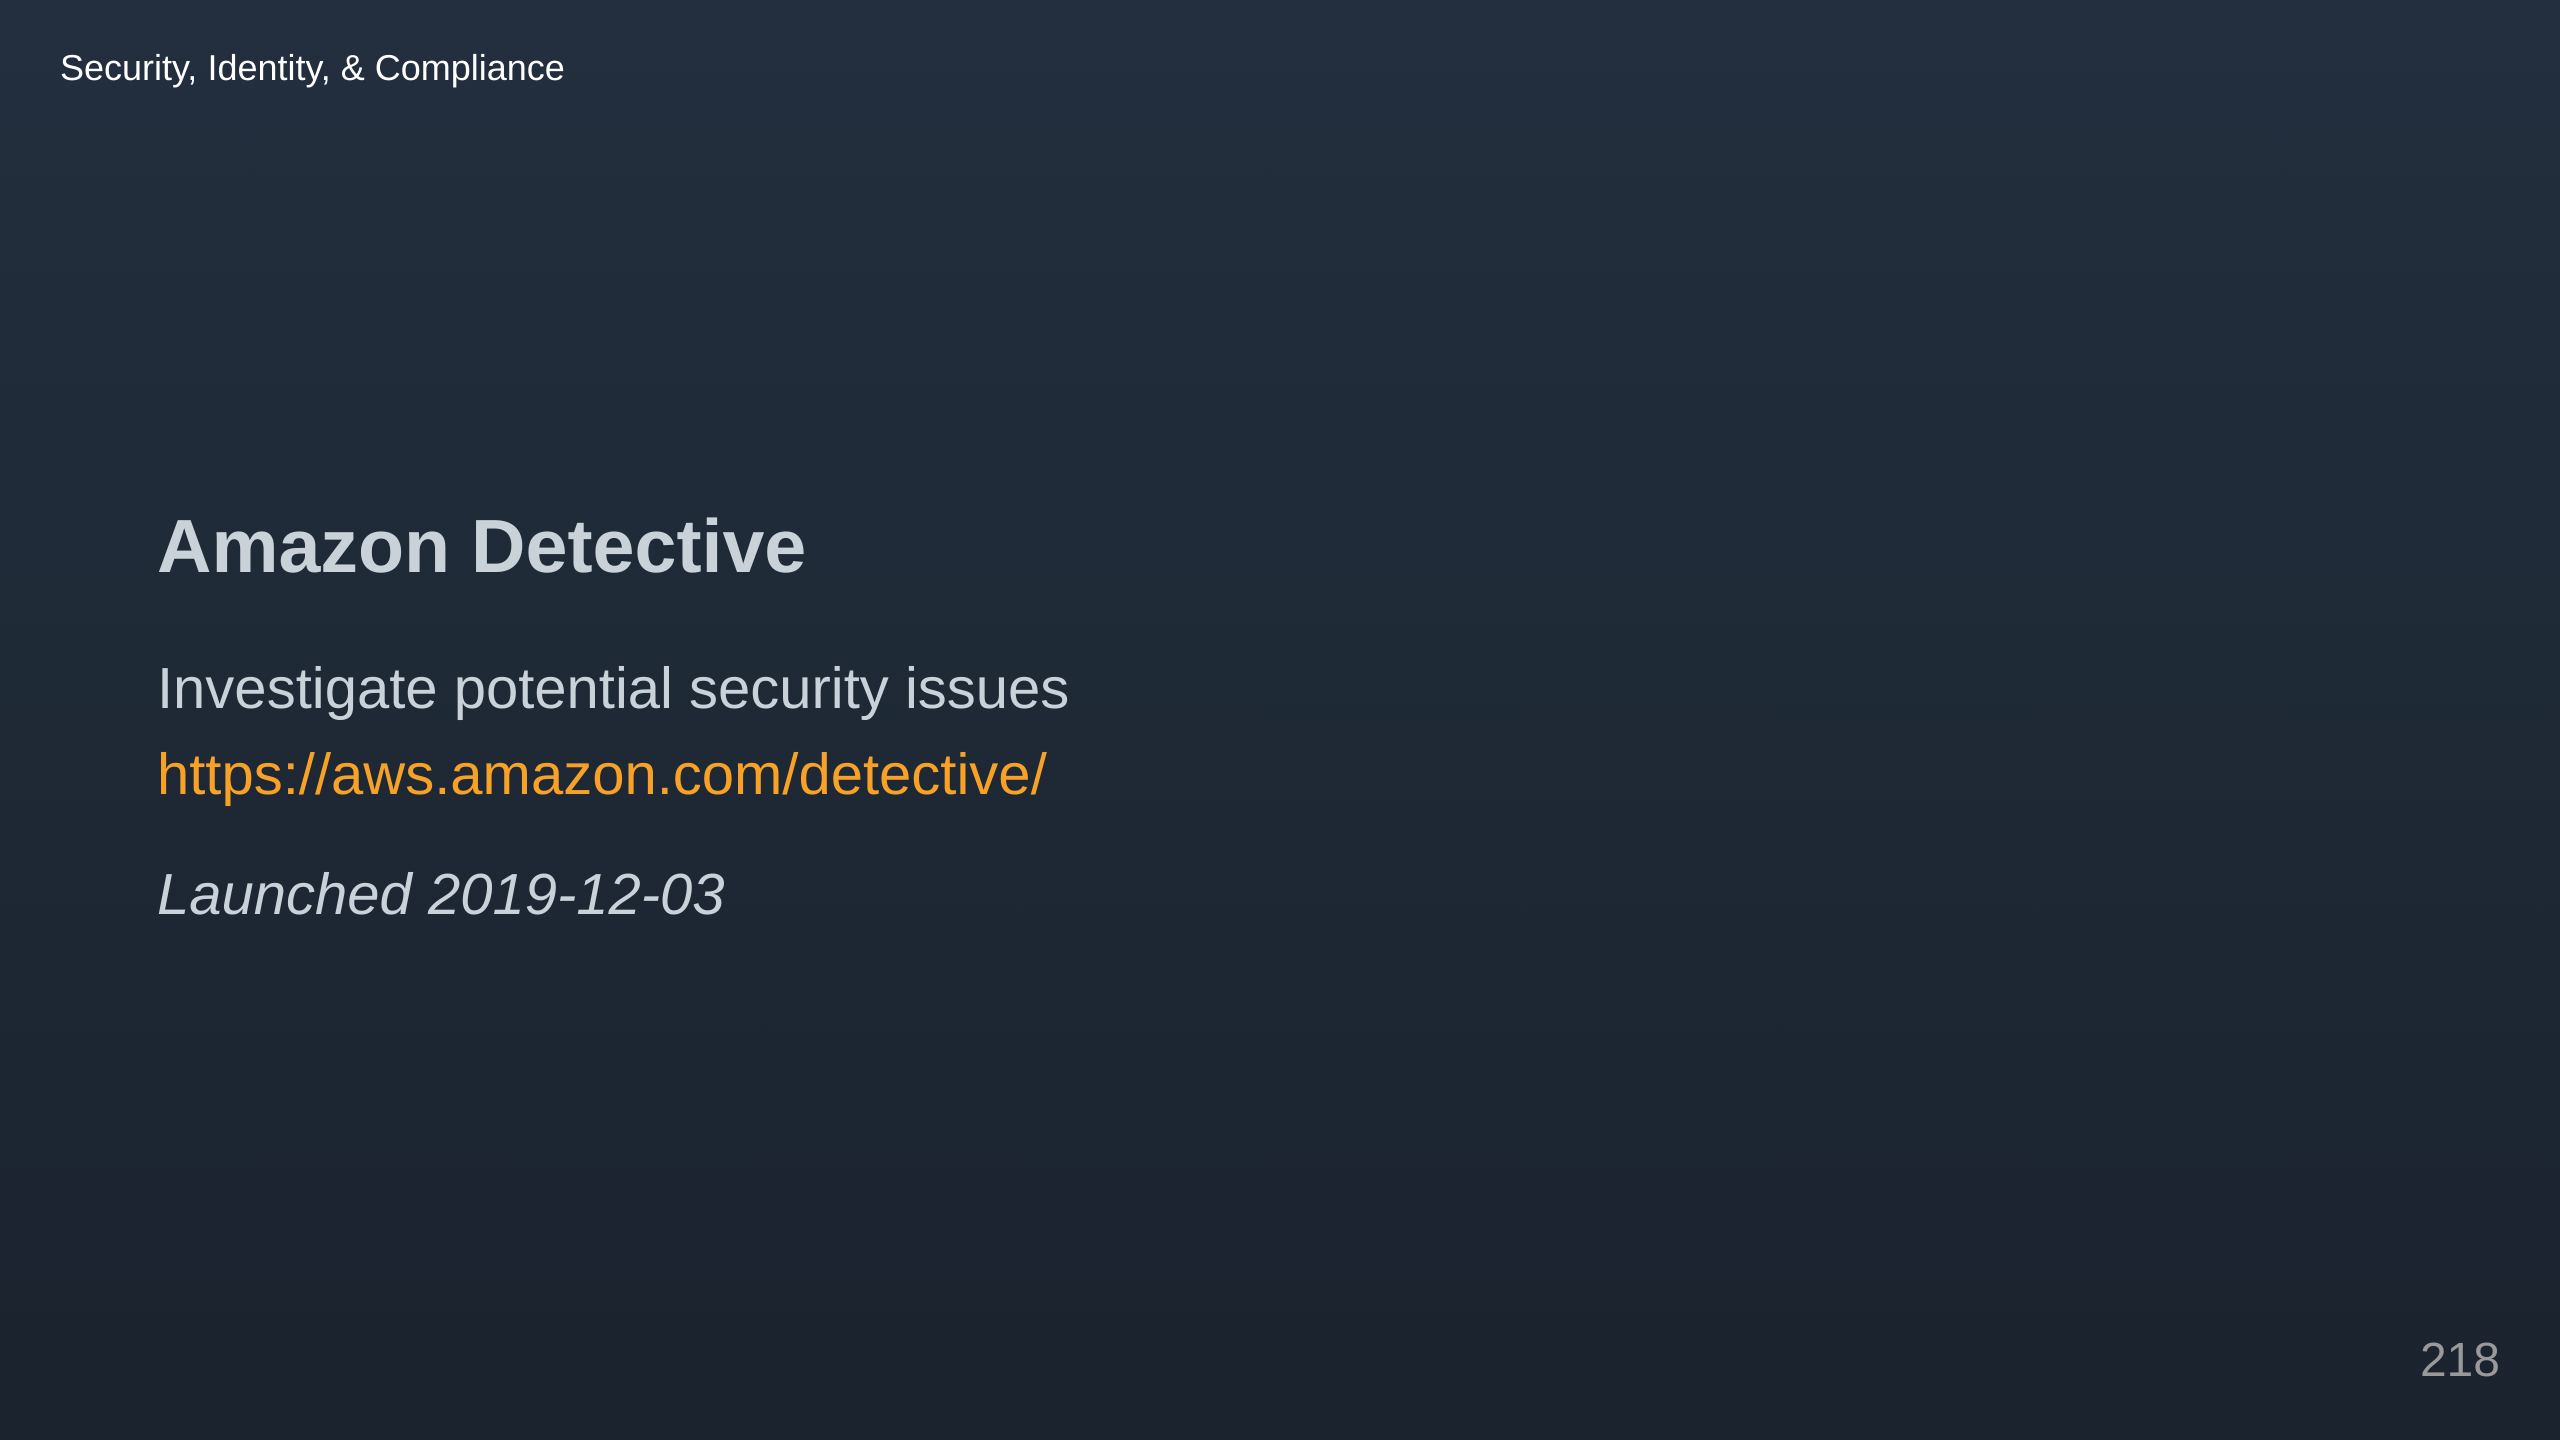 Security, Identity, & Compliance
Amazon Detective
Investigate potential security issues
https://aws.amazon.com/detective/
Launched 2019-12-03
218